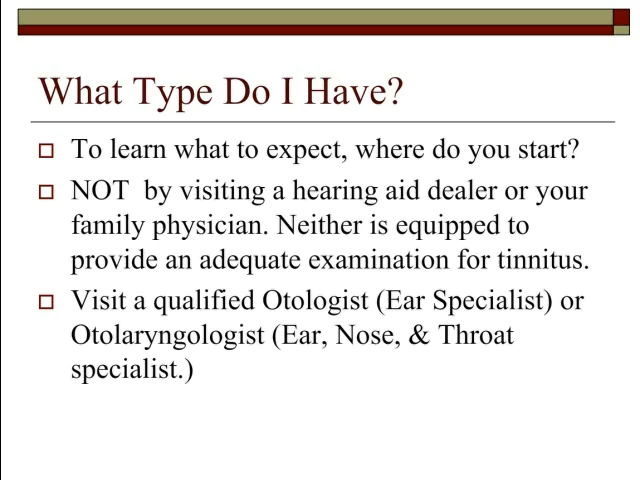 What Type Do I Have?
To learn what to expect, where do you start?
NOT  by visiting a hearing aid dealer or your
family physician. Neither is equipped to
provide an adequate examination for tinnitus.
Visit a qualified Otologist (Ear Specialist) or
Otolaryngologist (Ear, Nose, & Throat
specialist.)